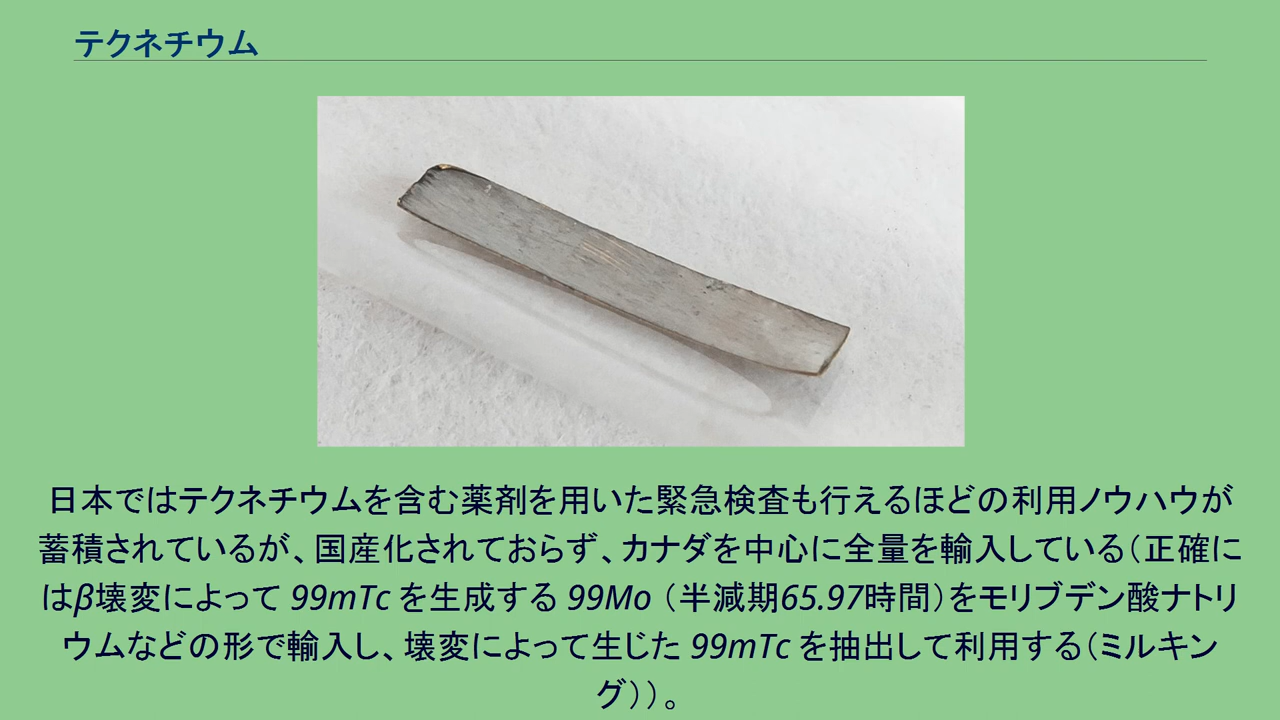 テクネチウム
日本ではテクネチウムを含む薬剤を用いた緊急検査も行えるほどの利用ノウハウが
蓄積されているが、国産化されておらず、カナダを中心に全量を輸入している（正確に
はβ壊変によって 99mTc を生成する 99Mo （半減期65.97時間）をモリブデン酸ナトリ
ウムなどの形で輸入し、壊変によって生じた 99mTc を抽出して利用する（ミルキン
グ））。